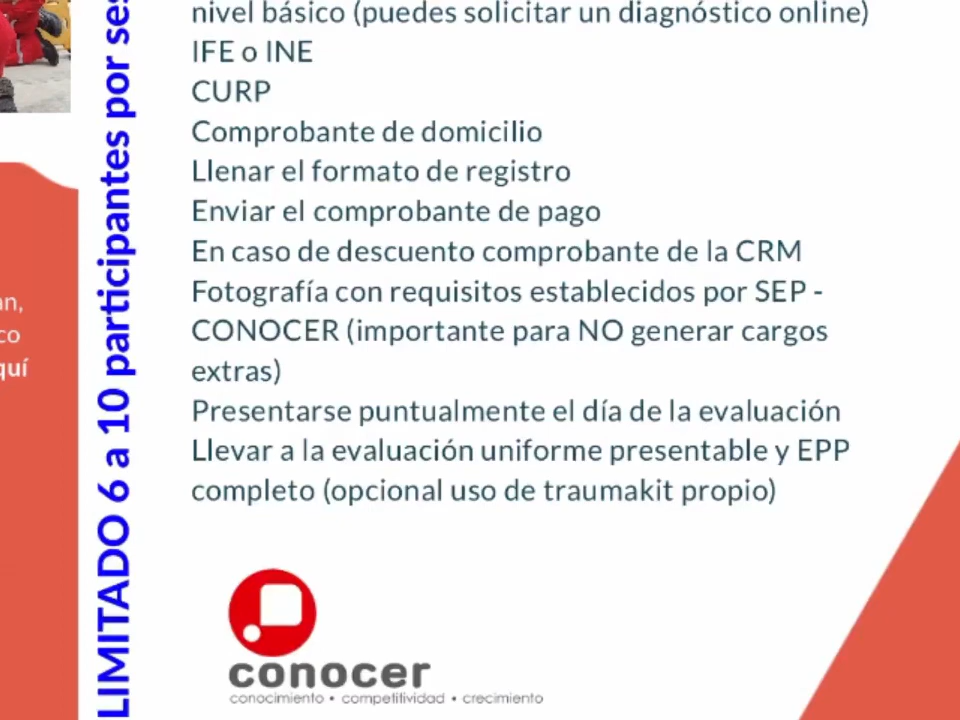 nivel básico (puedes solicitar un diagnóstico online)
IFE o INE
CURP
Comprobante de domicilio
Llenar el formato de registro
Enviar el comprobante de pago
En caso de descuento comprobante de la CRM
Fotografía con requisitos establecidos por SEP -
CONOCER (importante para NO generar cargos
extras)
Presentarse puntualmente el día de la evaluación
Llevar a la evaluación uniforme presentable y EPP
completo (opcional uso de traumakit propio)
LIMITADO 6 a 10 participantes por
conocer
conocimiento • competitividad • crecimiento